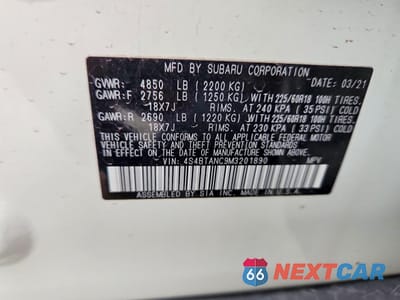 MFD BY SUBARU CORPORATION DATE: 03/21
GVWR: 4850 LB (2200 KG)
GAWR:F 2756 LB (1250 KG) WITH 225/60R18 100H TIRES.
18X7J RIMS. AT 240 KPA (35 PSI) COLD
GAWR:R 2690 LB (1220 KG) WITH 225/60R18 100H TIRES.
18X7J RIMS. AT 230 KPA (33 PSI) COLD
THIS VEHICLE CONFORMS TO ALL APPLICABLE FEDERAL MOTOR
VEHICLE SAFETY AND THEFT PREVENTION STANDARDS
IN EFFECT ON THE DATE OF MANUFACTURE SHOWN ABOVE.
VIN: 4S4BTANC9M3201890 MPV
ASSEMBLED BY SIA INC. IN U.S.A.
66 NEXTCAR